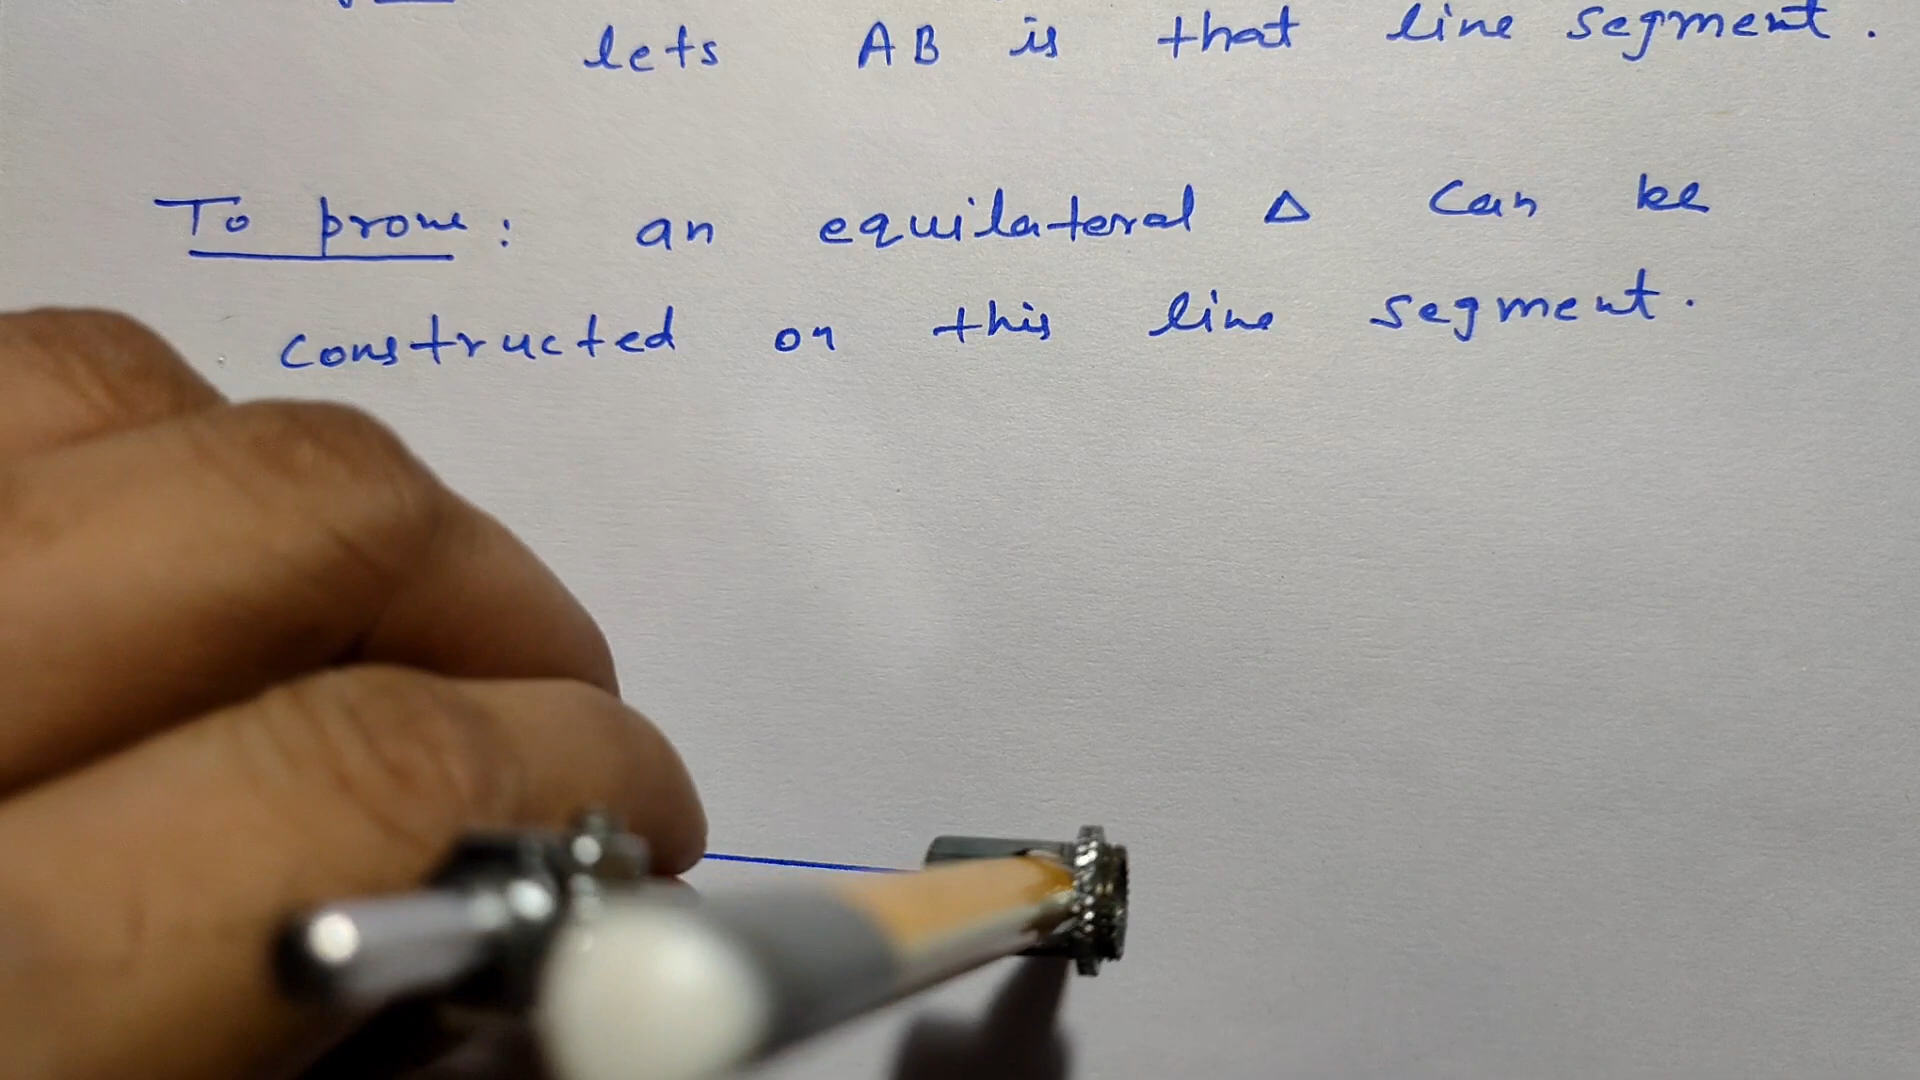 lets AB is that line segment.
To prove: an equilateral Δ can be
constructed on this line segment.